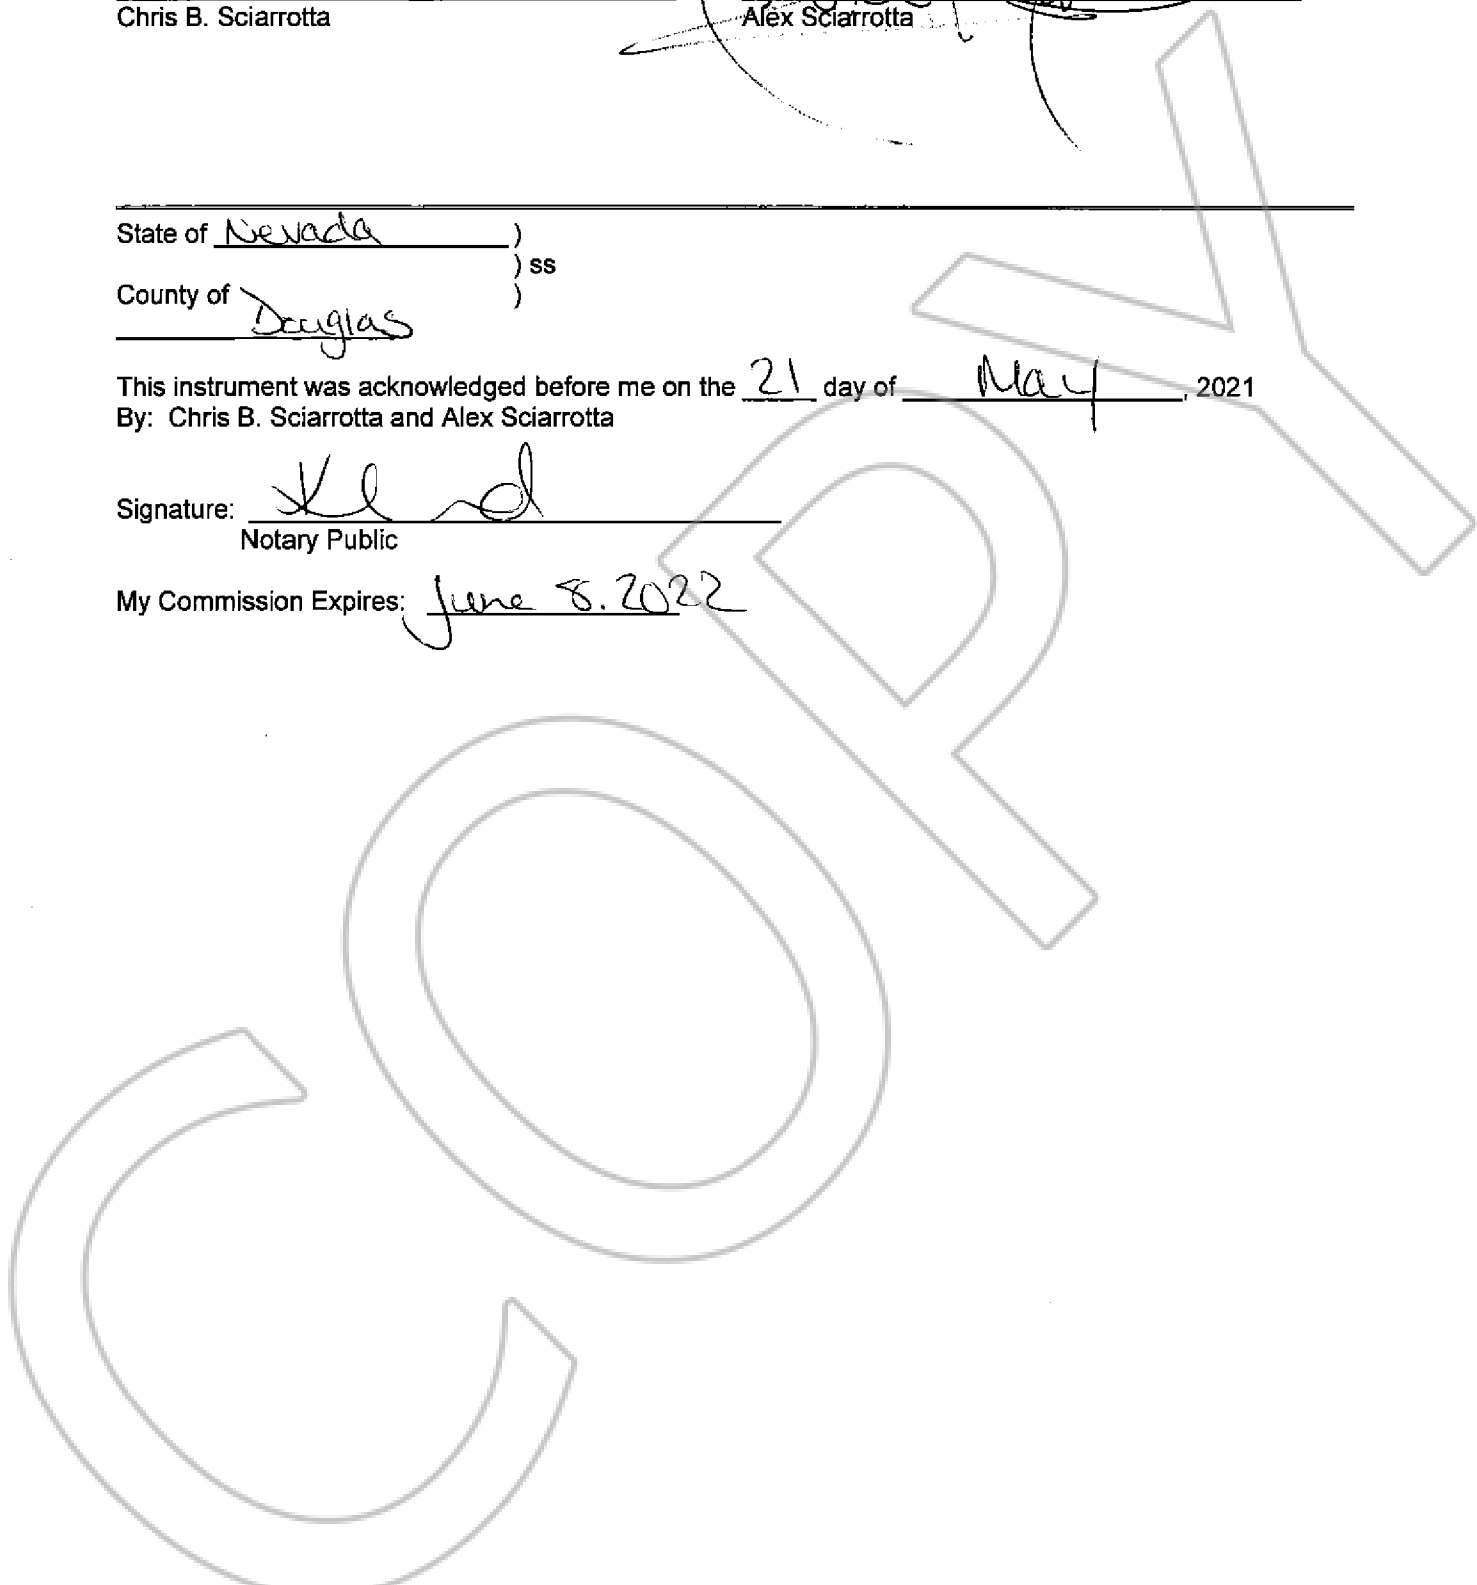 Chris B. Sciarrotta Alex Sciarrotta
State of Nevada )
) ss
County of )
Douglas
This instrument was acknowledged before me on the 21 day of May, 2021
By: Chris B. Sciarrotta and Alex Sciarrotta
Signature:
Notary Public
My Commission Expires: June 8. 2022
COPY